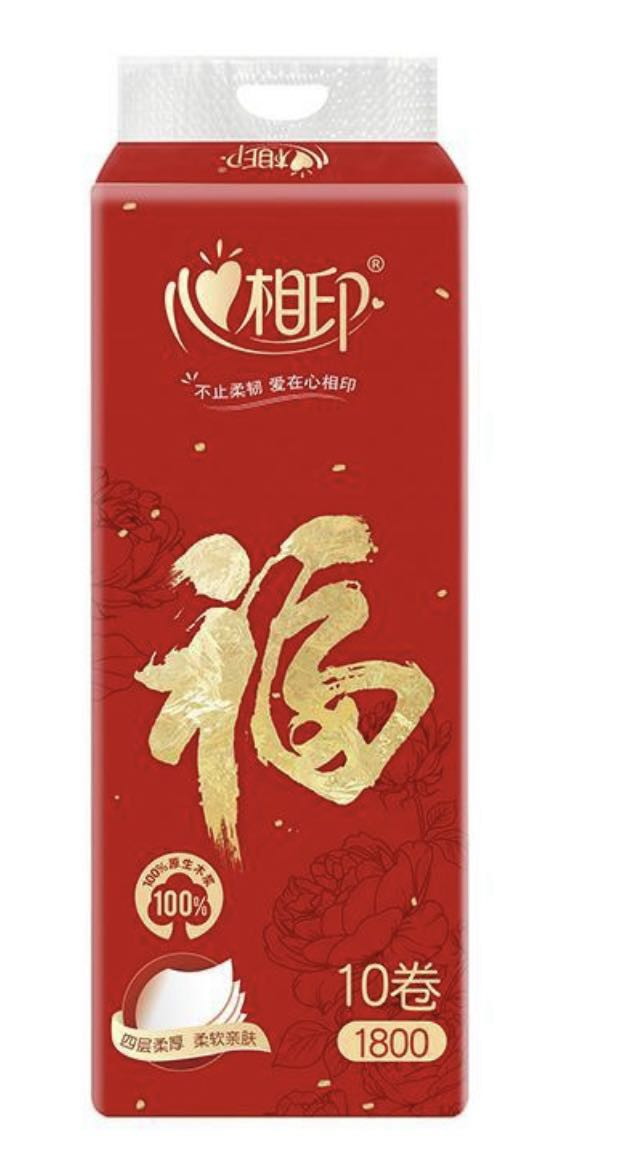 心相印
心相印®
不止柔韧 爱在心相印
福
100%原生木浆
100%
10卷
四层柔厚 柔软亲肤
1800